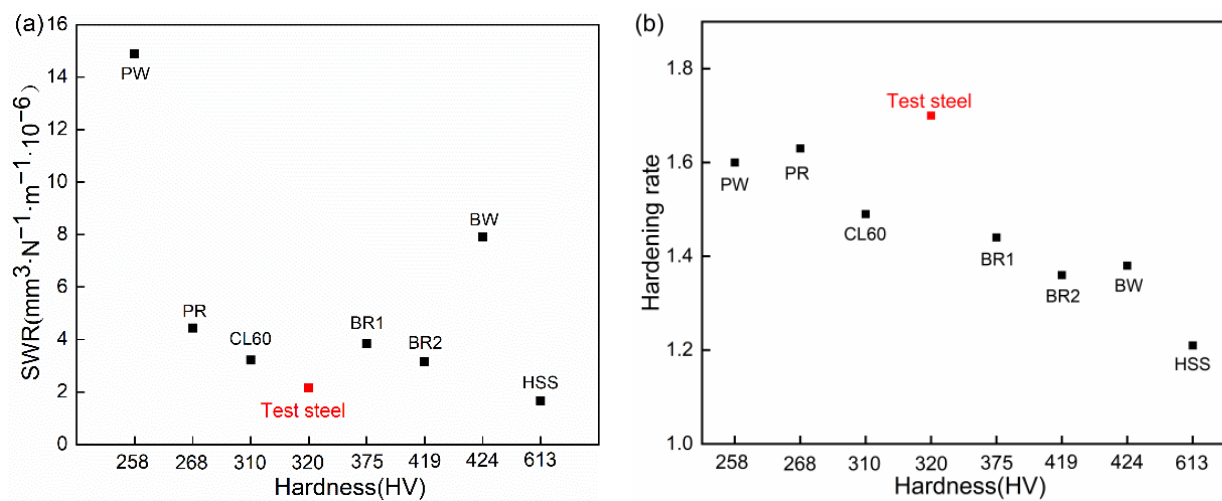 (a)
16
14
12
10
8
6
4
2
0
SWR(mm³·N⁻¹·m⁻¹·10⁻⁶)
PW
PR
CL60
Test steel
BR1
BR2
BW
HSS
258 268 310 320 375 419 424 613
Hardness(HV)
(b)
1.8
1.6
1.4
1.2
1.0
Hardening rate
PW
PR
CL60
Test steel
BR1
BR2
BW
HSS
258 268 310 320 375 419 424 613
Hardness(HV)